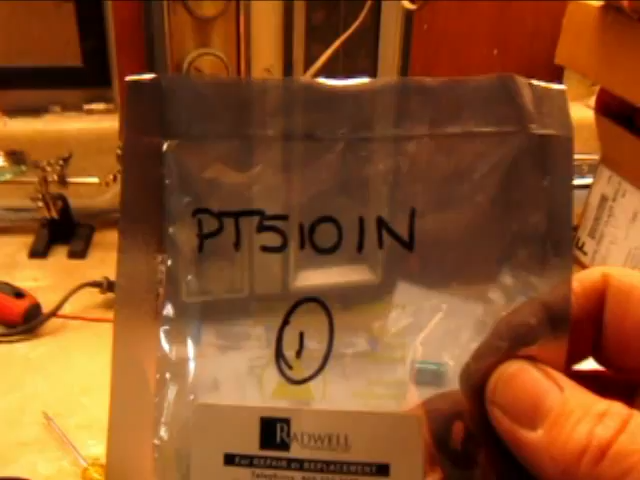 PT5101N
1
RADWELL
For REPAIR or REPLACEMENT